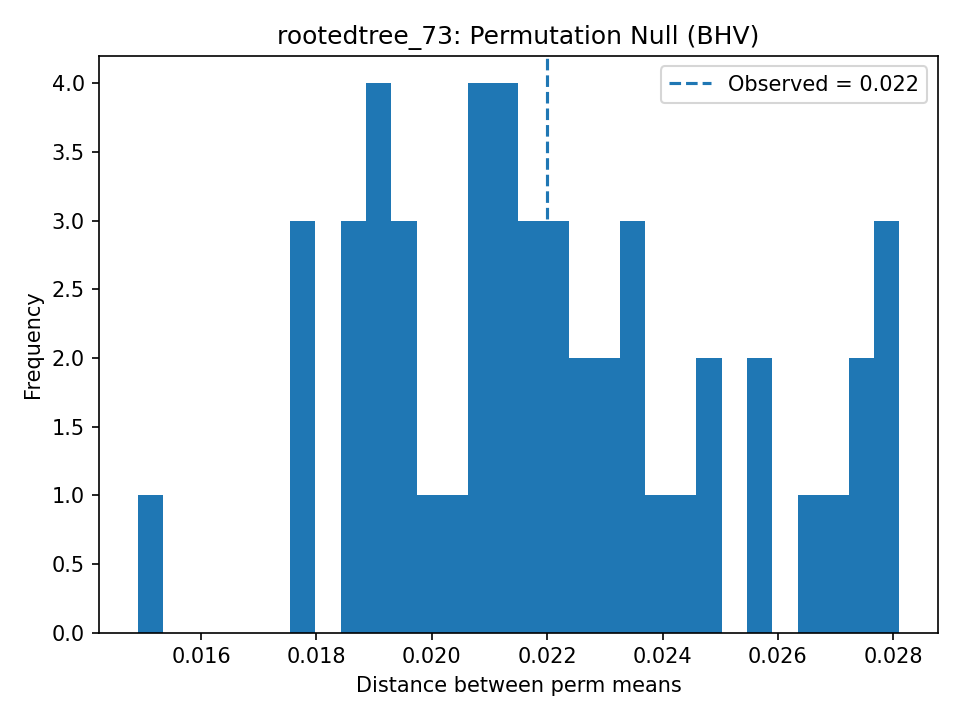 rootedtree_73: Permutation Null (BHV)
Observed = 0.022
Frequency
4.0
3.5
3.0
2.5
2.0
1.5
1.0
0.5
0.0
0.016 0.018 0.020 0.022 0.024 0.026 0.028
Distance between perm means